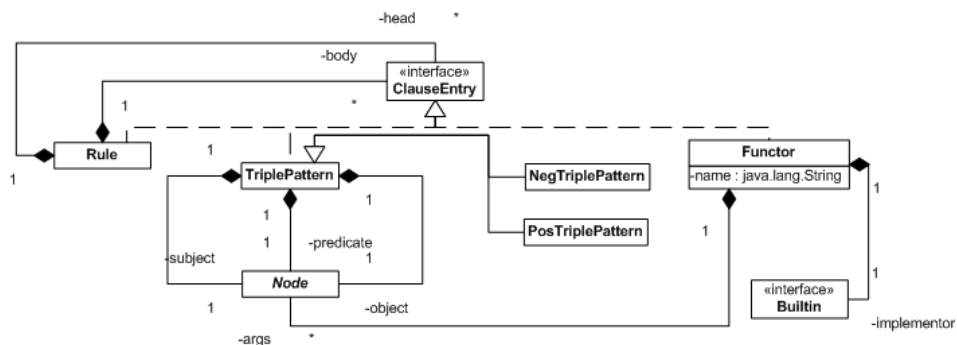 -head *
-body
«interface»
ClauseEntry
1 *
Rule
1
1
TriplePattern
1
1
NegTriplePattern
Functor
-name : java.lang.String
1
1
1
-predicate
PosTriplePattern
-subject
1
Node
1
-object
1
«interface»
Builtin
-implementor
-args *